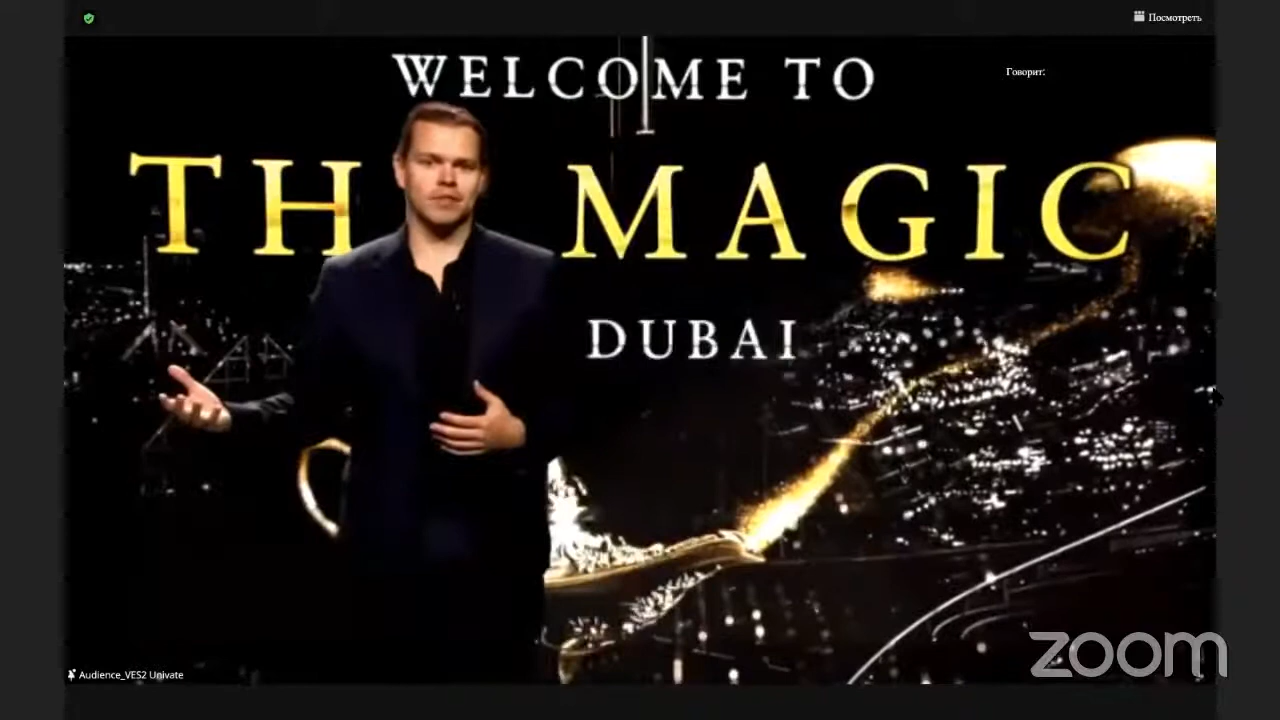 Посмотреть
WELCOME TO
Говорит:
TH MAGIC
DUBAI
zoom
Audience_VES2 Univate